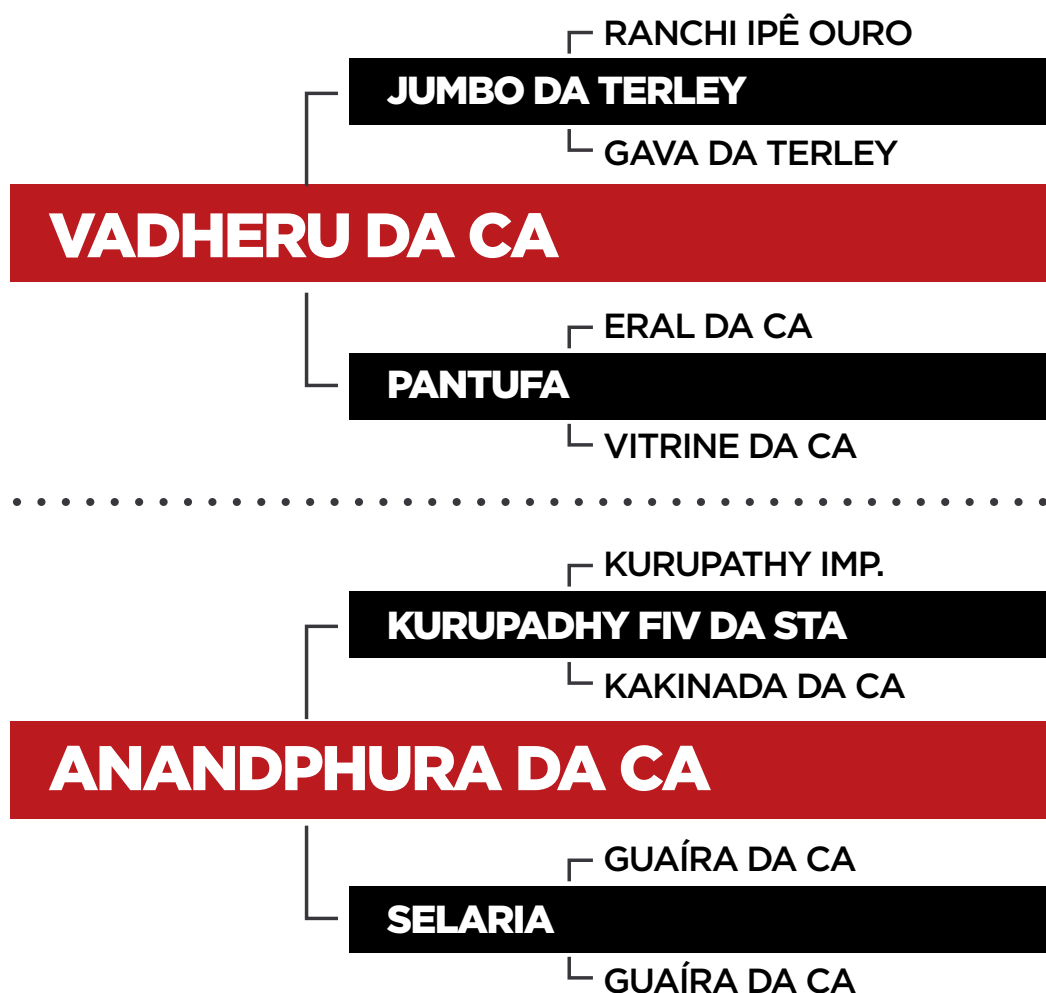 RANCHI IPÊ OURO
JUMBO DA TERLEY
GAVA DA TERLEY
VADHERU DA CA
ERAL DA CA
PANTUFA
VITRINE DA CA
KURUPATHY IMP.
KURUPADHY FIV DA STA
KAKINADA DA CA
ANANDPHURA DA CA
GUAÍRA DA CA
SELARIA
GUAÍRA DA CA